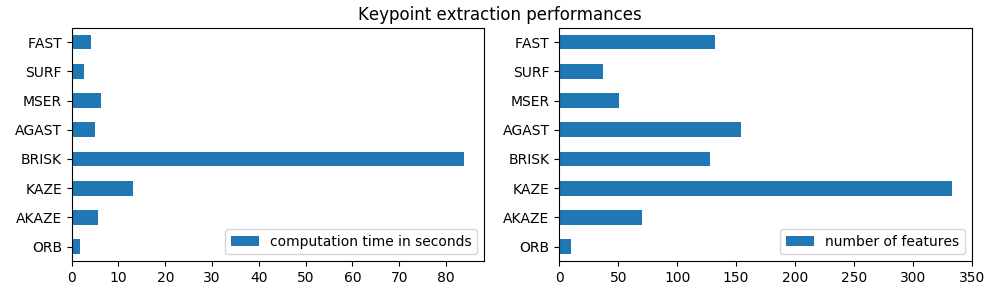 Keypoint extraction performances
FAST
SURF
MSER
AGAST
BRISK
KAZE
AKAZE
ORB
computation time in seconds
0 10 20 30 40 50 60 70 80
FAST
SURF
MSER
AGAST
BRISK
KAZE
AKAZE
ORB
number of features
0 50 100 150 200 250 300 350